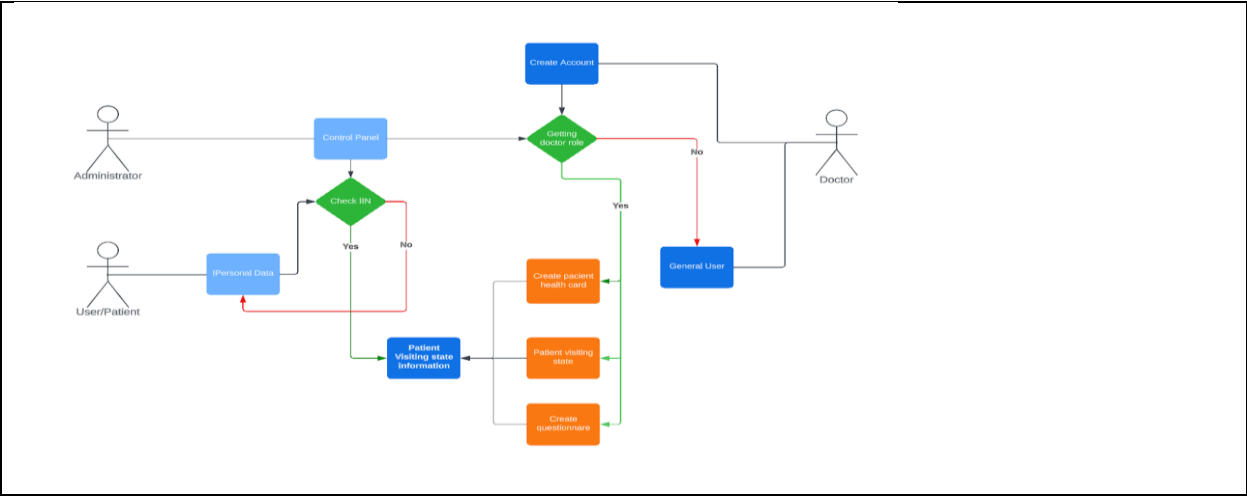 Create Account
Administrator
Control Panel
Getting
doctor role
No
Doctor
Check IIN
Yes
Yes
No
User/Patient
IPersonal Data
General User
Create pacient
health card
Patient
Visiting state
Information
Patient visiting
state
Create
questionnare